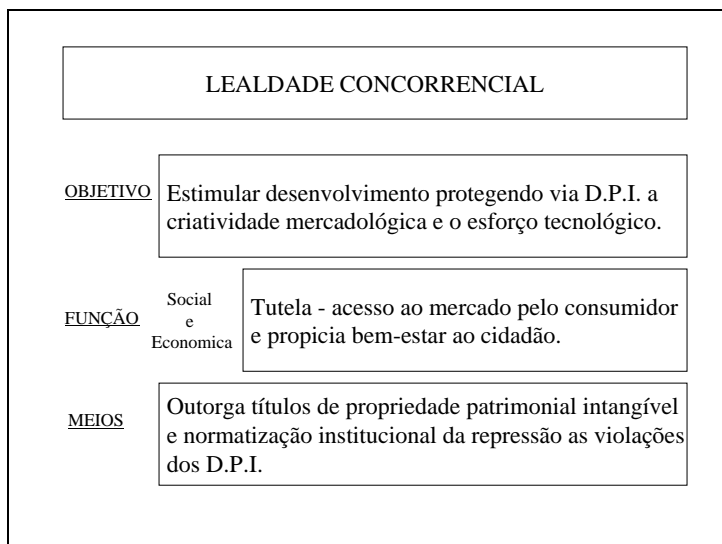 LEALDADE CONCORRENCIAL
OBJETIVO
Estimular desenvolvimento protegendo via D.P.I. a
criatividade mercadológica e o esforço tecnológico.
FUNÇÃO
Social
e
Economica
Tutela - acesso ao mercado pelo consumidor
e propicia bem-estar ao cidadão.
MEIOS
Outorga títulos de propriedade patrimonial intangível
e normatização institucional da repressão as violações
dos D.P.I.